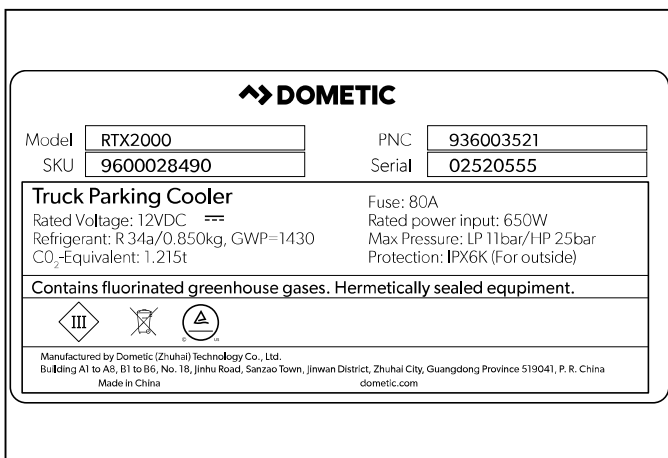 DOMETIC
Model RTX2000 PNC 936003521
SKU 9600028490 Serial 02520555
Truck Parking Cooler
Rated Voltage: 12VDC
Refrigerant: R 34a/0.850kg, GWP=1430
C0₂-Equivalent: 1.215t
Fuse: 80A
Rated power input: 650W
Max Pressure: LP 11bar/HP 25bar
Protection: IPX6K (For outside)
Contains fluorinated greenhouse gases. Hermetically sealed equpiment.
III
c us
Manufactured by Dometic (Zhuhai) Technology Co., Ltd.
Building A1 to A8, B1 to B6, No. 18, Jinhu Road, Sanzao Town, Jinwan District, Zhuhai City, Guangdong Province 519041, P. R. China
Made in China dometic.com